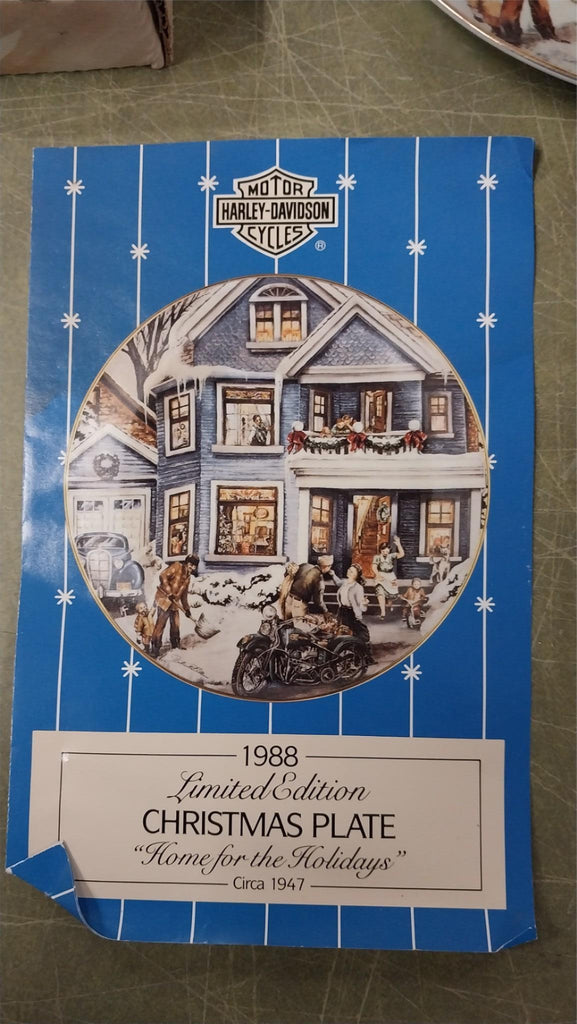 MOTOR
HARLEY-DAVIDSON
CYCLES
®
1988
Limited Edition
CHRISTMAS PLATE
“Home for the Holidays”
Circa 1947